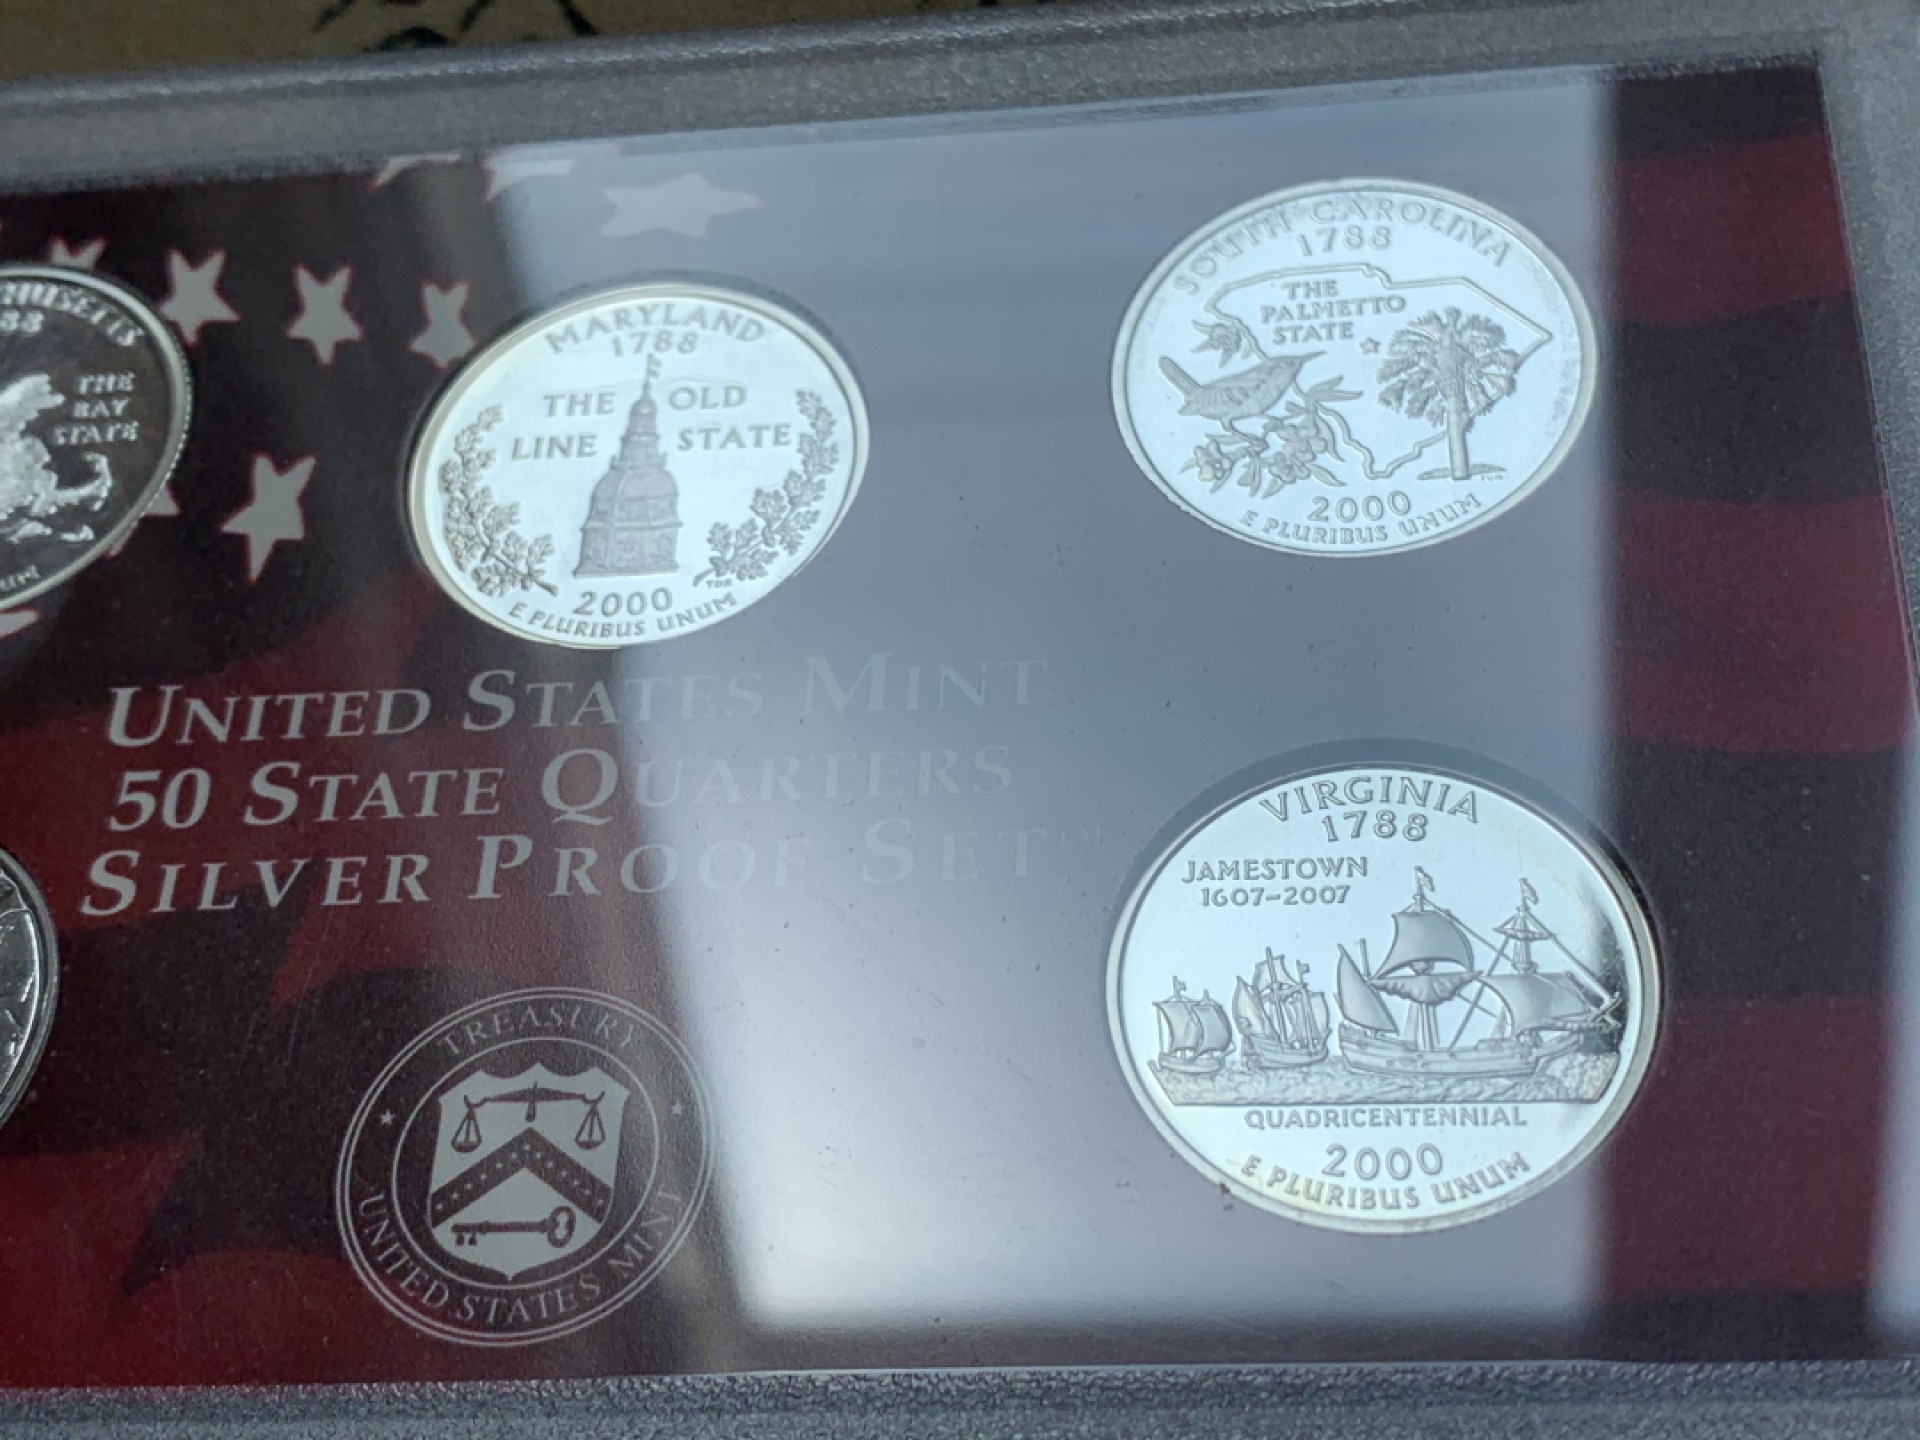 THE
BAY
STATE
MARYLAND
1788
THE OLD
LINE STATE
2000
E PLURIBUS UNUM
SOUTH CAROLINA
1788
THE
PALMETTO
STATE
2000
E PLURIBUS UNUM
UNITED STATES MINT
50 STATE QUARTERS
SILVER PROOF SET™
VIRGINIA
1788
JAMESTOWN
1607-2007
QUADRICENTENNIAL
2000
E PLURIBUS UNUM
TREASURY
UNITED STATES MINT